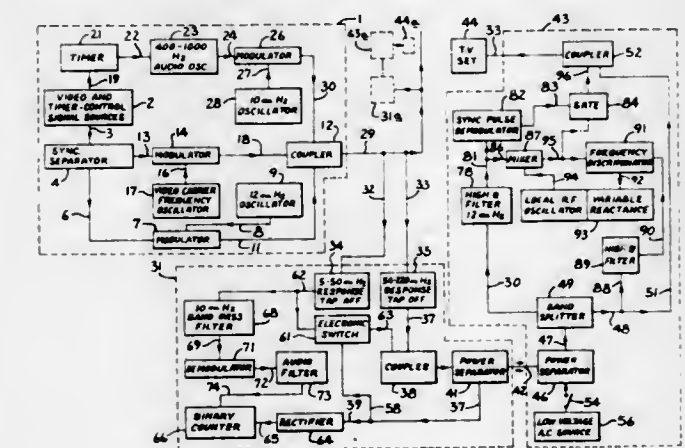 21
TIMER
22
23
400-1000
Hz
AUDIO OSC
24
26
MODULATOR
1
19
27
VIDEO AND
TIMER-CONTROL
SIGNAL SOURCES
2
28
10 mHz
OSCILLATOR
30
3
13
14
12
SYNC.
SEPARATOR
4
MODULATOR
18
COUPLER
29
16
9
17
VIDEO CARRIER
FREQUENCY
OSCILLATOR
12 mHz
OSCILLATOR
6
7
MODULATOR
8
11
44a
31a
32
33
44
T.V
SET
33
COUPLER
52
43
96
SYNC PULSE
DEMODULATOR
82
83
GATE
84
86
87
81
MIXER
95
91
FREQUENCY
DISCRIMINATOR
78
HIGH Q
FILTER
12 mHz
94
92
LOCAL R.F
OSCILLATOR
VARIABLE
REACTANCE
93
90
HIGH Q
FILTER
89
88
51
30
49
BAND
SPLITTER
48
47
31
34
35
62
5-50 mHz
RESPONSE
TAP OFF
RESPONSE
TAP OFF
10 mHz
BAND PASS
FILTER
68
61
ELECTRONIC
SWITCH
63
37
69
71
DEMODULATOR
72
AUDIO
FILTER
73
COUPLER
38
POWER
SEPARATOR
41
42
POWER
SEPARATOR
46
74
39
58
37
54
BINARY
COUNTER
66
65
RECTIFIER
64
LOW VOLTAGE
A.C SOURCE
56